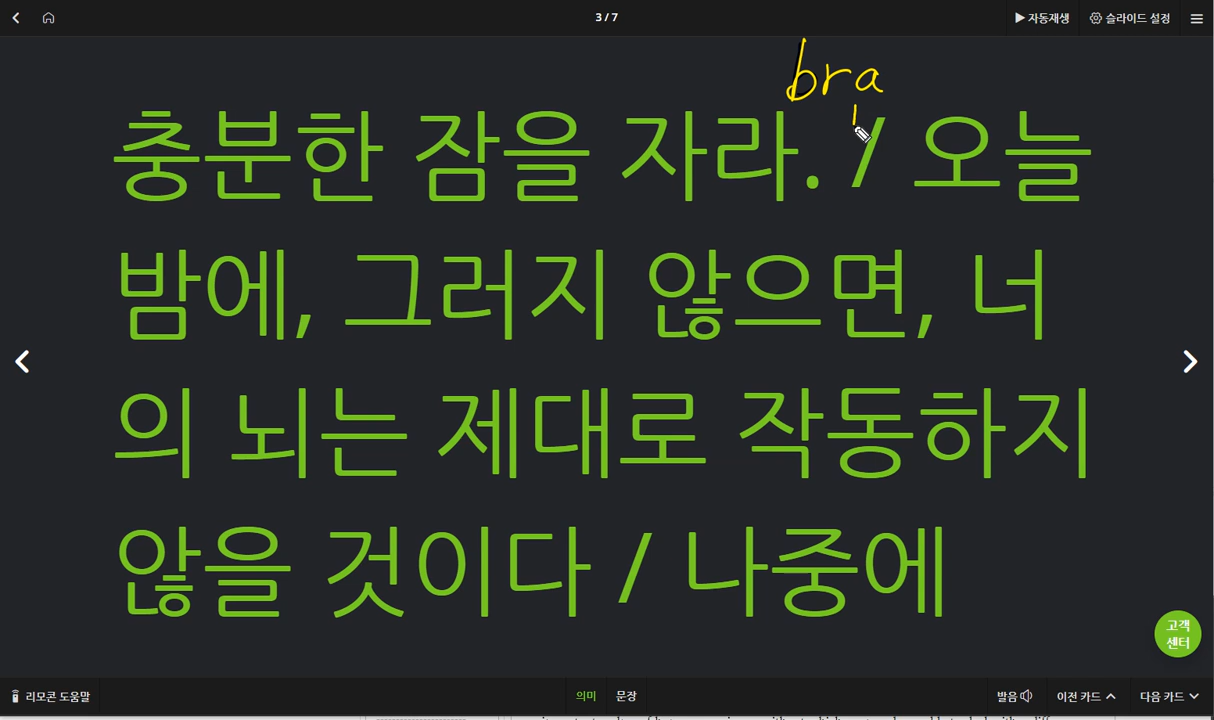 3 / 7
▶ 자동재생
슬라이드 설정
bra
충분한 잠을 자라. / 오늘
밤에, 그러지 않으면, 너
의 뇌는 제대로 작동하지
않을 것이다 / 나중에
고객
센터
리모콘 도움말
의미
문장
발음
이전 카드
다음 카드